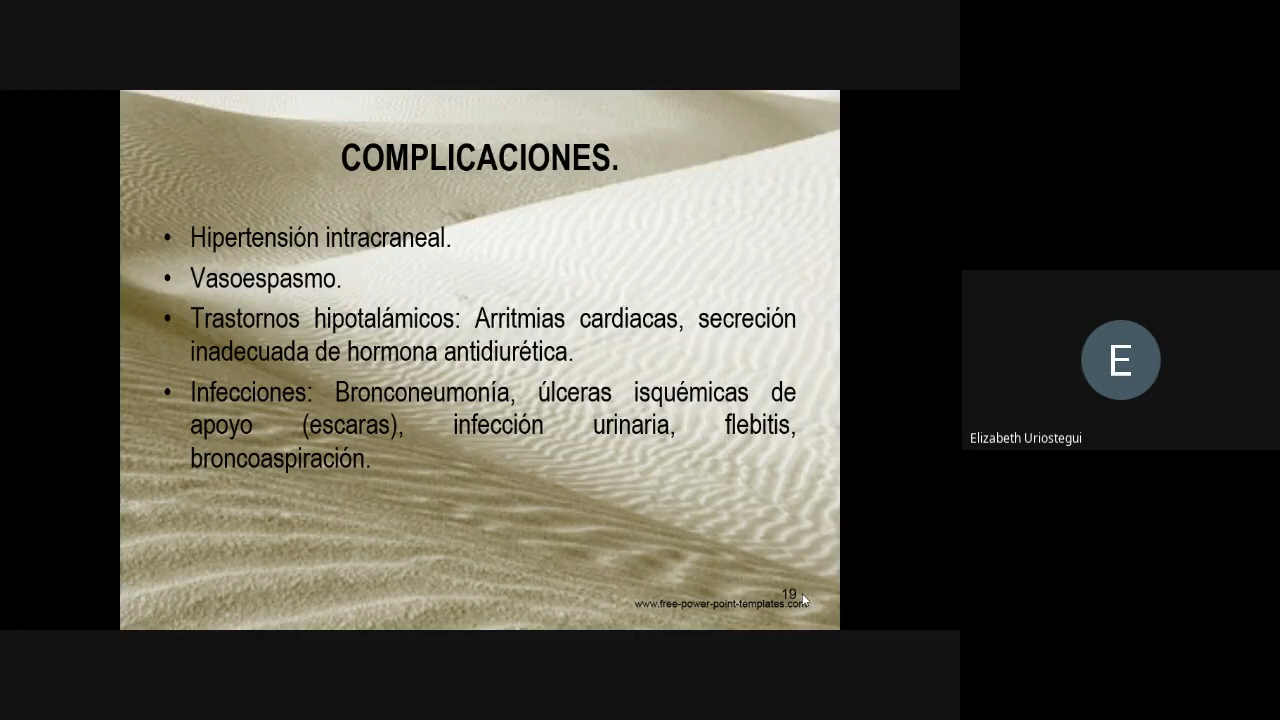 COMPLICACIONES.
• Hipertensión intracraneal.
• Vasoespasmo.
• Trastornos hipotalámicos: Arritmias cardiacas, secreción
inadecuada de hormona antidiurética.
• Infecciones: Bronconeumonía, úlceras isquémicas de
apoyo (escaras), infección urinaria, flebitis,
broncoaspiración.
19
www.free-power-point-templates.com
E
Elizabeth Uriostegui